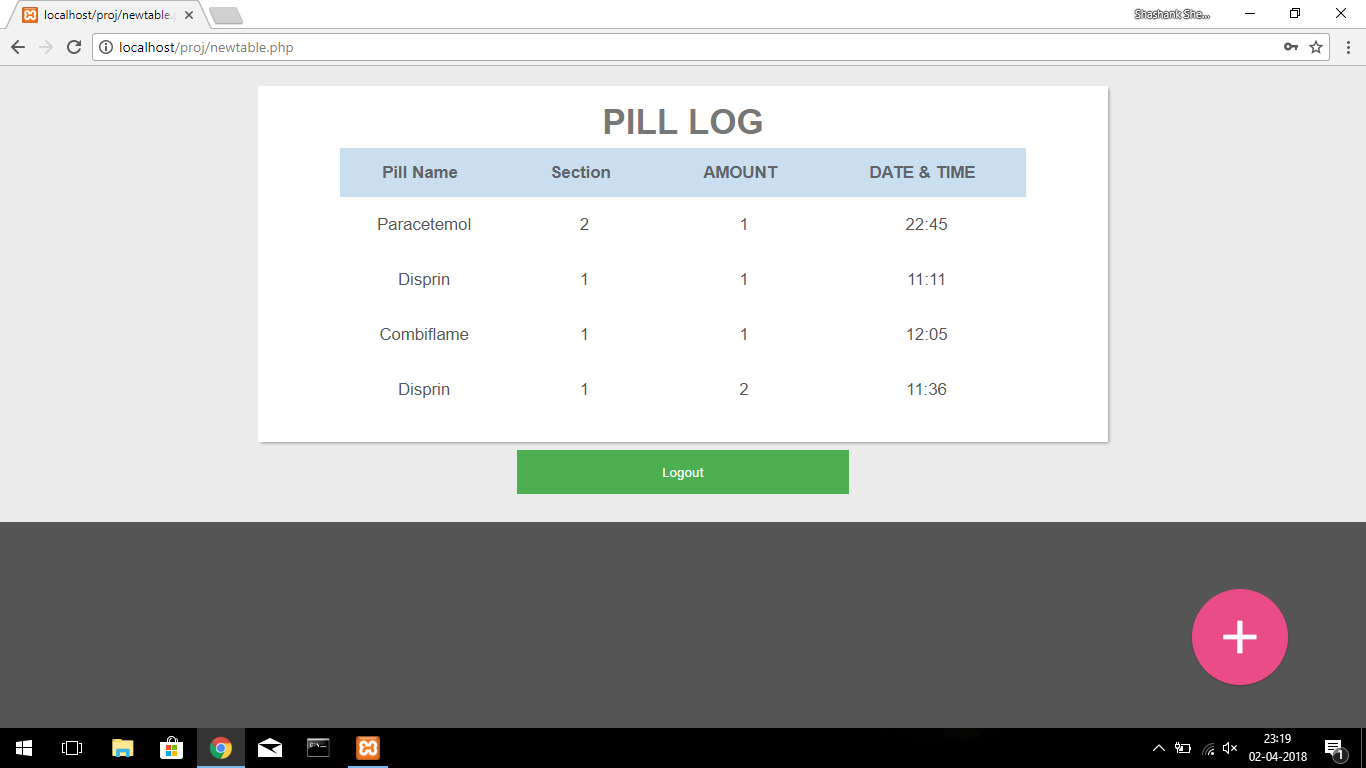 localhost/proj/newtable.p
Shashank She...
localhost/proj/newtable.php
PILL LOG
Pill Name Section AMOUNT DATE & TIME
Paracetemol 2 1 22:45
Disprin 1 1 11:11
Combiflame 1 1 12:05
Disprin 1 2 11:36
Logout
23:19
02-04-2018
1